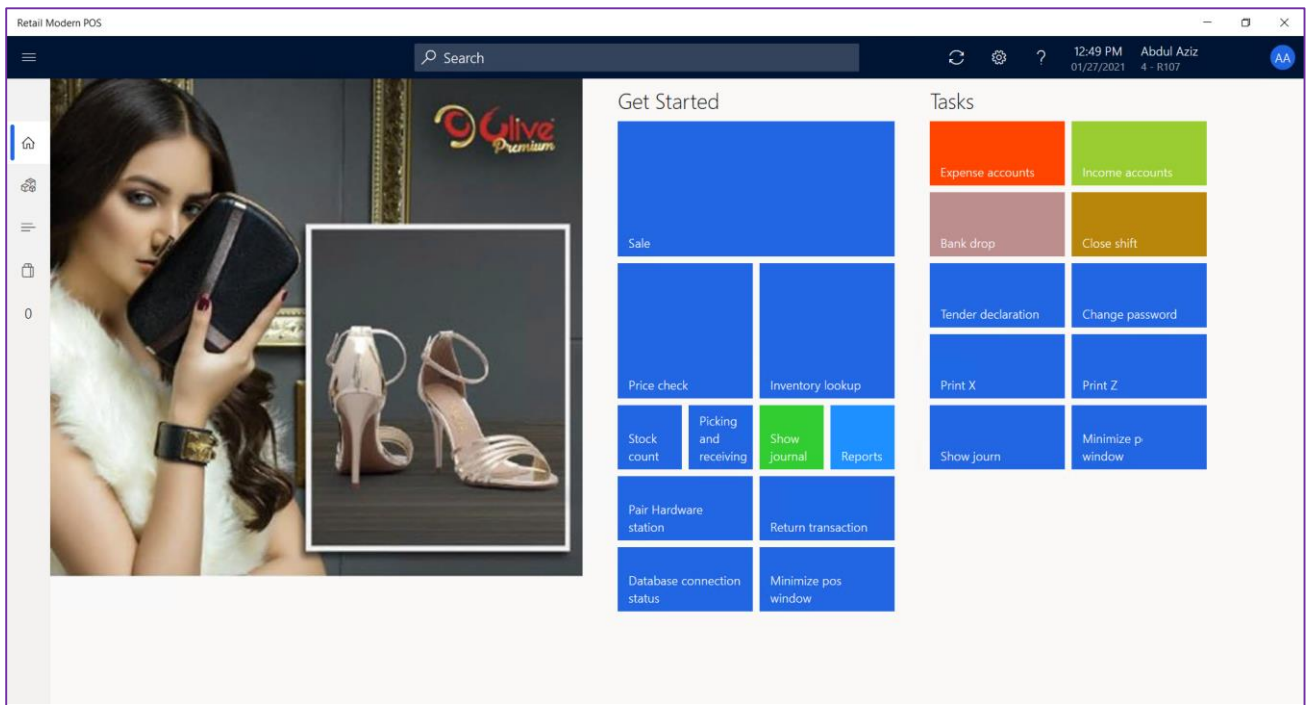 Retail Modern POS
Search
12:49 PM Abdul Aziz
01/27/2021 4 - R107
AA
0
Olive
Premium
Get Started
Sale
Price check
Inventory lookup
Stock
count
Picking
and
receiving
Show
journal
Reports
Pair Hardware
station
Return transaction
Database connection
status
Minimize pos
window
Tasks
Expense accounts
Income accounts
Bank drop
Close shift
Tender declaration
Change password
Print X
Print Z
Show journ
Minimize p
window